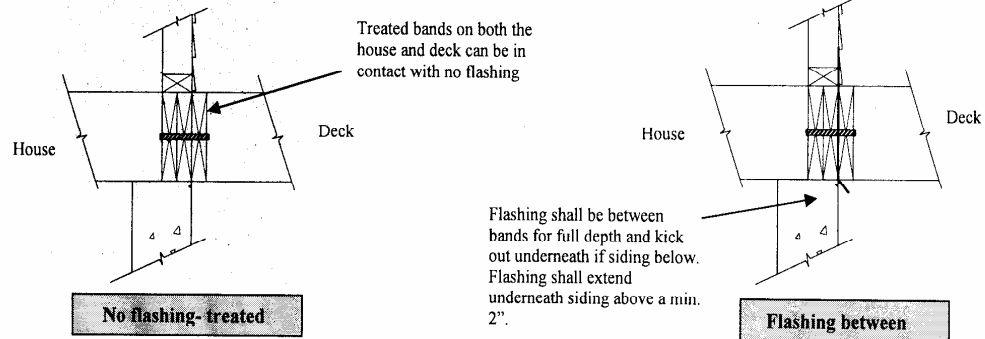 Treated bands on both the
house and deck can be in
contact with no flashing
House
Deck
No flashing- treated
House
Deck
Flashing shall be between
bands for full depth and kick
out underneath if siding below.
Flashing shall extend
underneath siding above a min.
2”.
Flashing between